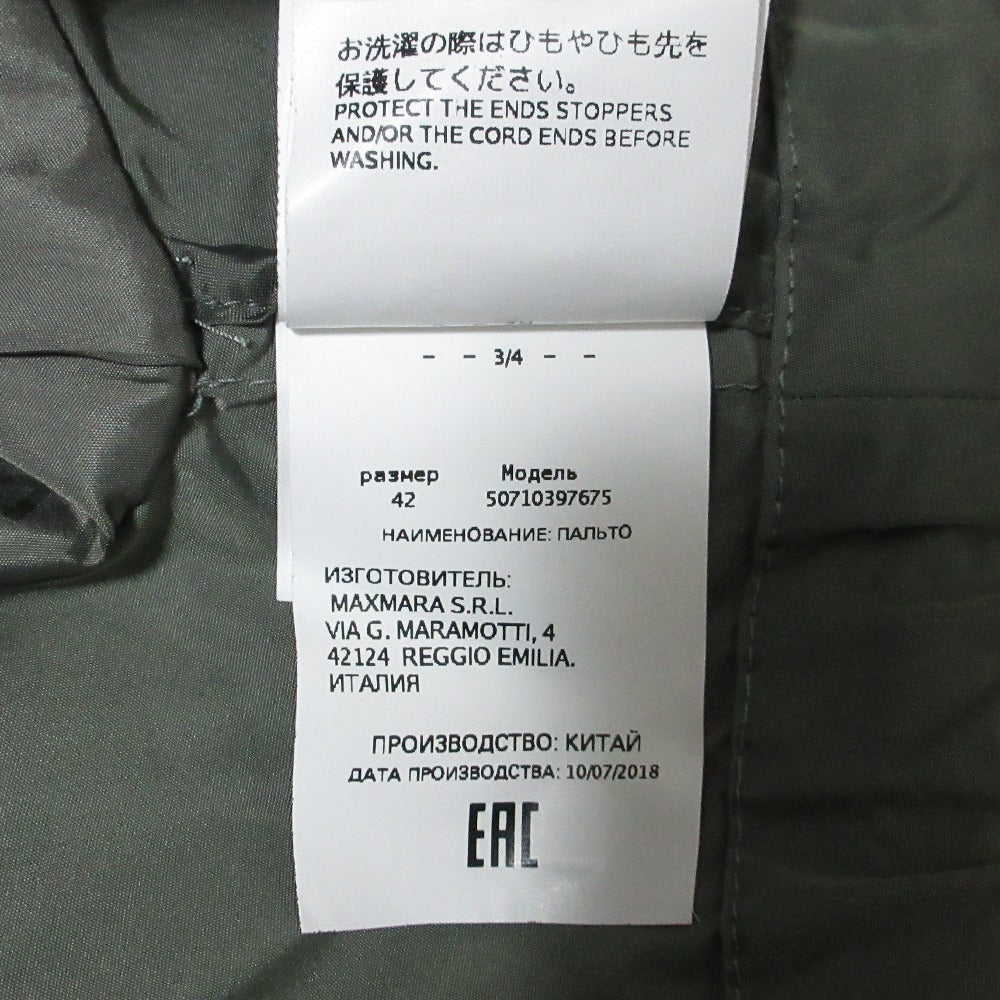 お洗濯の際はひもやひも先を
保護してください。
PROTECT THE ENDS STOPPERS
AND/OR THE CORD ENDS BEFORE
WASHING.
- - 3/4 - -
размер Модель
42 50710397675
НАИМЕНОВАНИЕ: ПАЛЬТО
ИЗГОТОВИТЕЛЬ:
MAXMARA S.R.L.
VIA G. MARAMOTTI, 4
42124 REGGIO EMILIA.
ИТАЛИЯ
ПРОИЗВОДСТВО: КИТАЙ
ДАТА ПРОИЗВОДСТВА: 10/07/2018
EAC